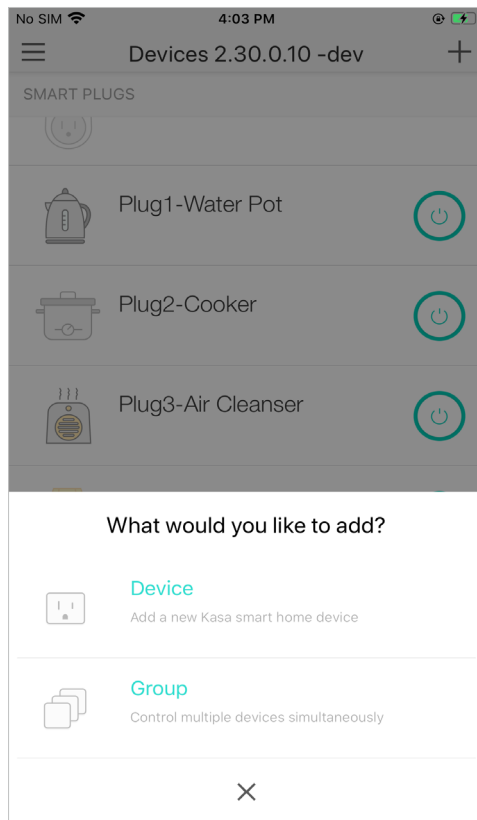 No SIM 4:03 PM
Devices 2.30.0.10 -dev
SMART PLUGS
Plug1-Water Pot
Plug2-Cooker
Plug3-Air Cleanser
What would you like to add?
Device
Add a new Kasa smart home device
Group
Control multiple devices simultaneously